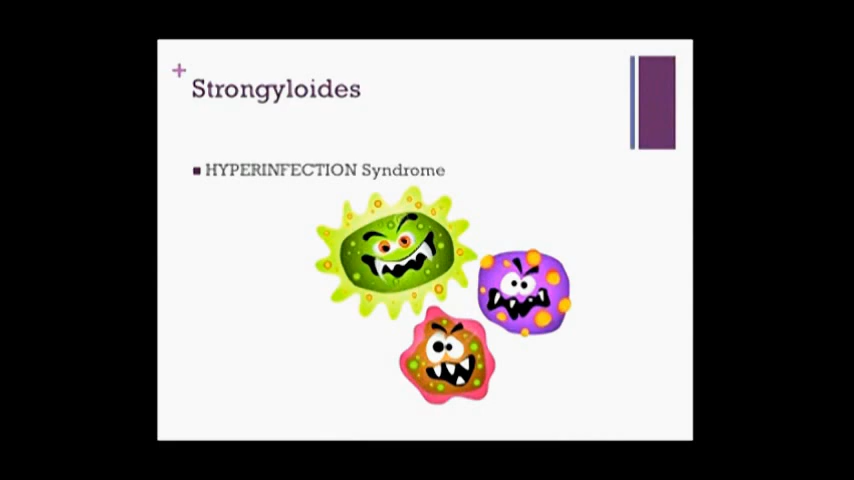 +
Strongyloides
■ HYPERINFECTION Syndrome